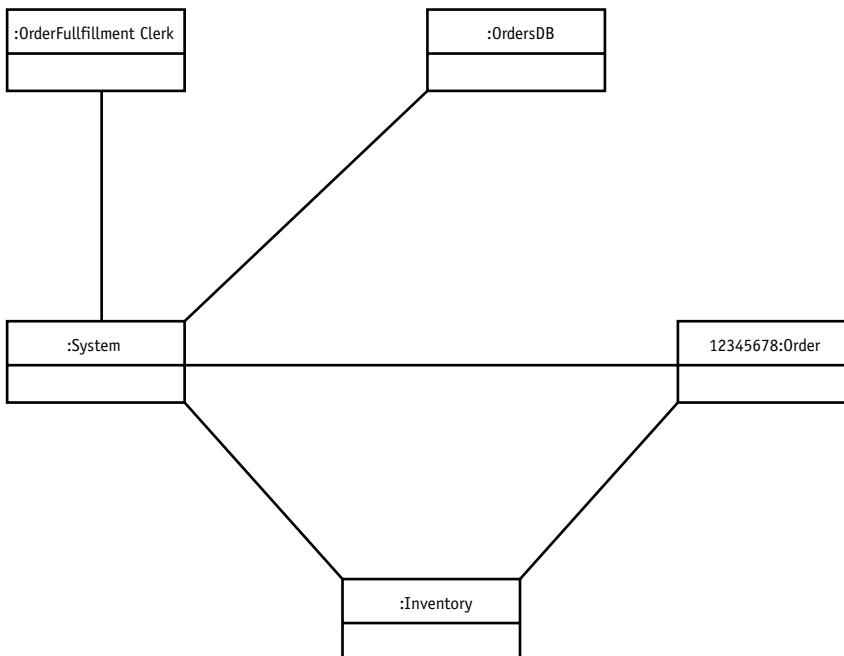 :OrderFullfillment Clerk
:OrdersDB
:System
12345678:Order
:Inventory